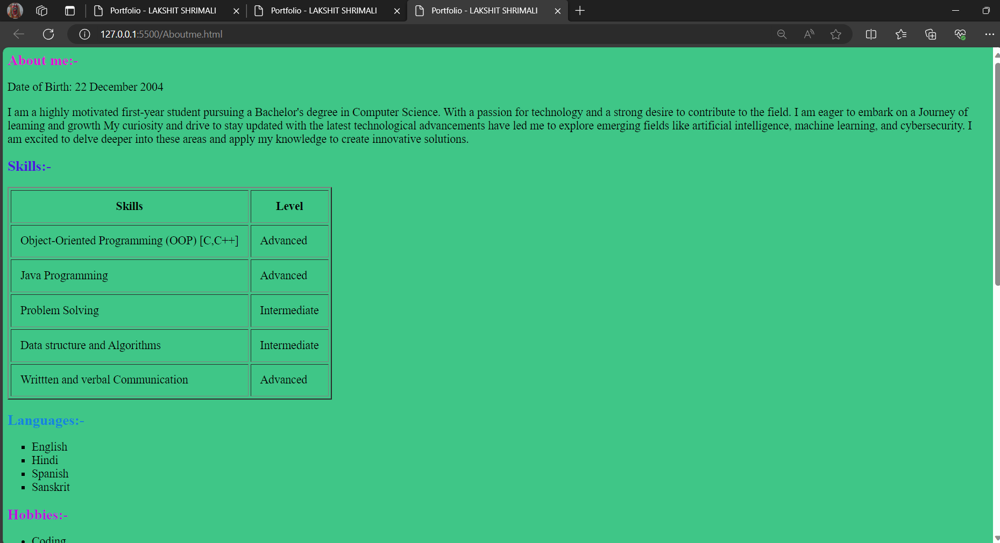 Portfolio - LAKSHIT SHRIMALI
Portfolio - LAKSHIT SHRIMALI
Portfolio - LAKSHIT SHRIMALI
127.0.0.1:5500/Aboutme.html
About me:-
Date of Birth: 22 December 2004
I am a highly motivated first-year student pursuing a Bachelor's degree in Computer Science. With a passion for technology and a strong desire to contribute to the field. I am eager to embark on a Journey of
leaming and growth My curiosity and drive to stay updated with the latest technological advancements have led me to explore emerging fields like artificial intelligence, machine learning, and cybersecurity. I
am excited to delve deeper into these areas and apply my knowledge to create innovative solutions.
Skills:-
Skills Level
Object-Oriented Programming (OOP) [C,C++] Advanced
Java Programming Advanced
Problem Solving Intermediate
Data structure and Algorithms Intermediate
Writtten and verbal Communication Advanced
Languages:-
English
Hindi
Spanish
Sanskrit
Hobbies:-
Coding